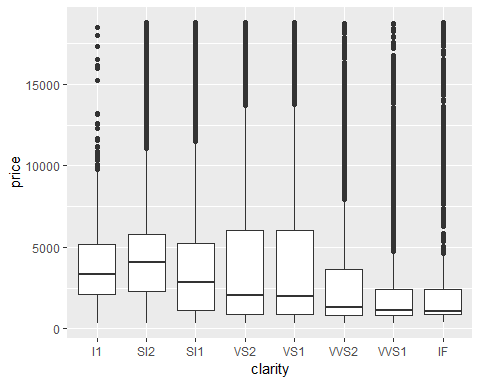 price
15000
10000
5000
0
I1 SI2 SI1 VS2 VS1 VVS2 VVS1 IF
clarity